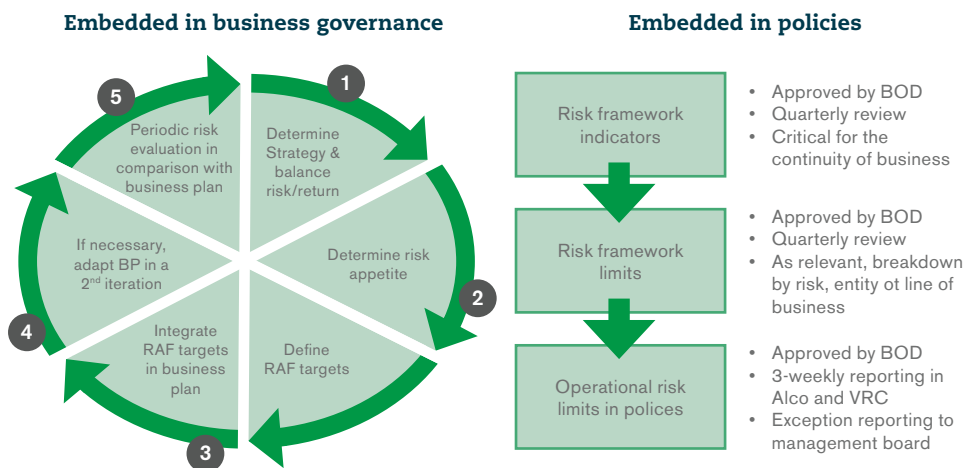 Embedded in business governance
1
Determine
Strategy &
balance
risk/return
2
Determine risk
appetite
Define
RAF targets
3
Integrate
RAF targets
in business
plan
4
If necessary,
adapt BP in a
2nd iteration
5
Periodic risk
evaluation in
comparison with
business plan
Embedded in policies
Risk framework
indicators
• Approved by BOD
• Quarterly review
• Critical for the
continuity of business
Risk framework
limits
• Approved by BOD
• Quarterly review
• As relevant, breakdown
by risk, entity ot line of
business
Operational risk
limits in polices
• Approved by BOD
• 3-weekly reporting in
Alco and VRC
• Exception reporting to
management board